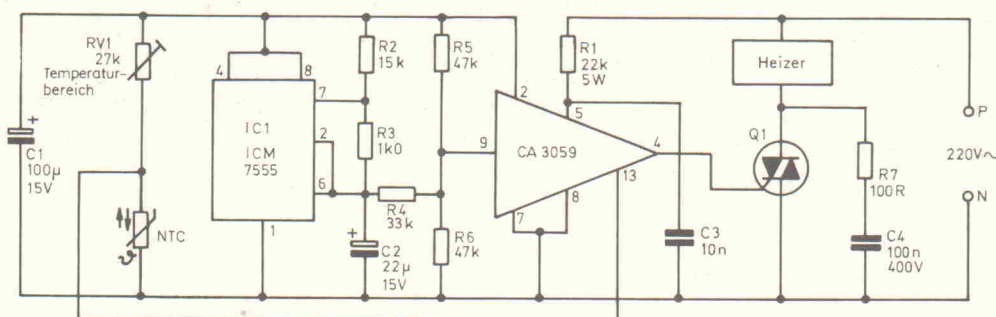 RV1
27k
Temperatur-
bereich
+
C1
100µ
15V
NTC
4
8
IC1
ICM
7555
7
2
6
1
R2
15k
R3
1k0
R4
33k
+
C2
22µ
15V
R5
47k
R6
47k
R1
22k
5W
2
5
9
CA 3059
4
13
8
7
C3
10n
Heizer
Q1
R7
100R
C4
100n
400V
P
220V~
N